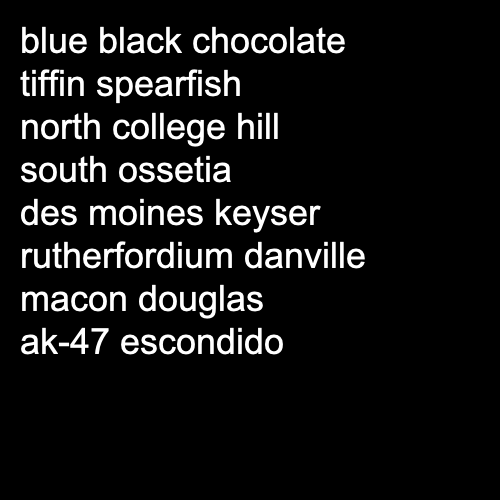 blue black chocolate
tiffin spearfish
north college hill
south ossetia
des moines keyser
rutherfordium danville
macon douglas
ak-47 escondido